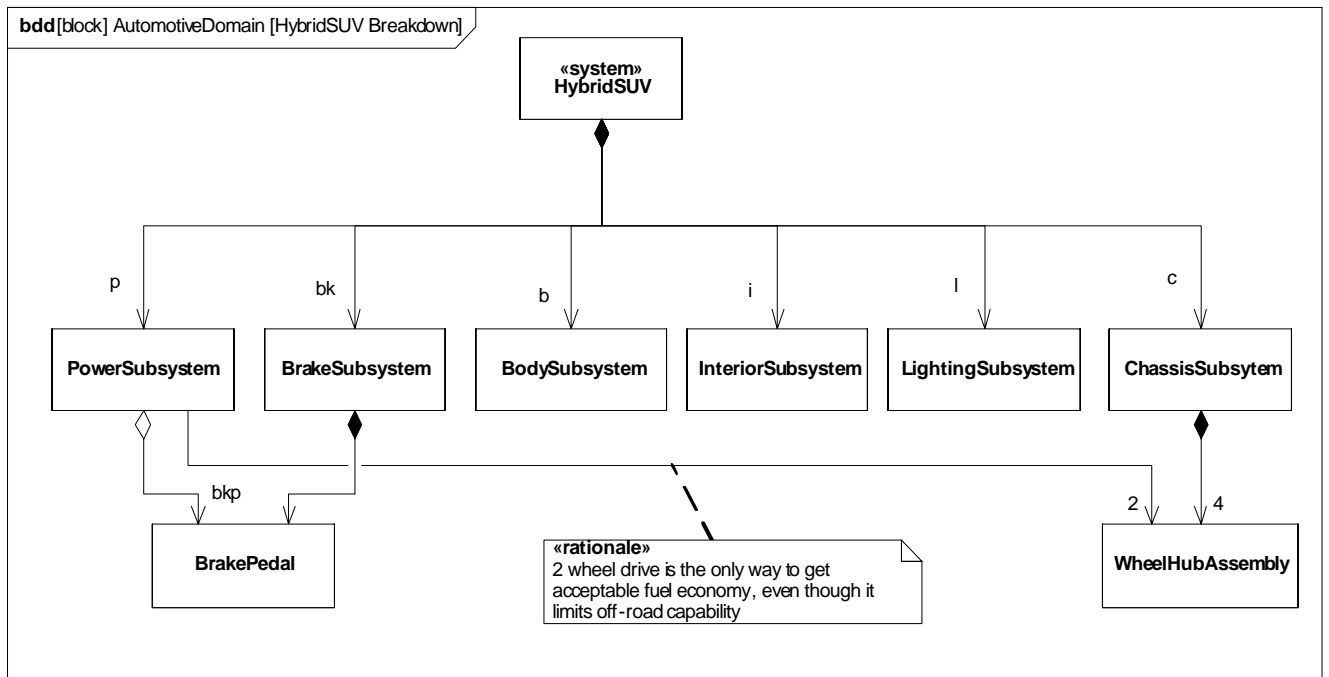 bdd [block] AutomotiveDomain [HybridSUV Breakdown]
«system»
HybridSUV
p
bk
b
i
l
c
PowerSubsystem
BrakeSubsystem
BodySubsystem
InteriorSubsystem
LightingSubsystem
ChassisSubsytem
bkp
2
4
BrakePedal
«rationale»
2 wheel drive is the only way to get
acceptable fuel economy, even though it
limits off-road capability
WheelHubAssembly